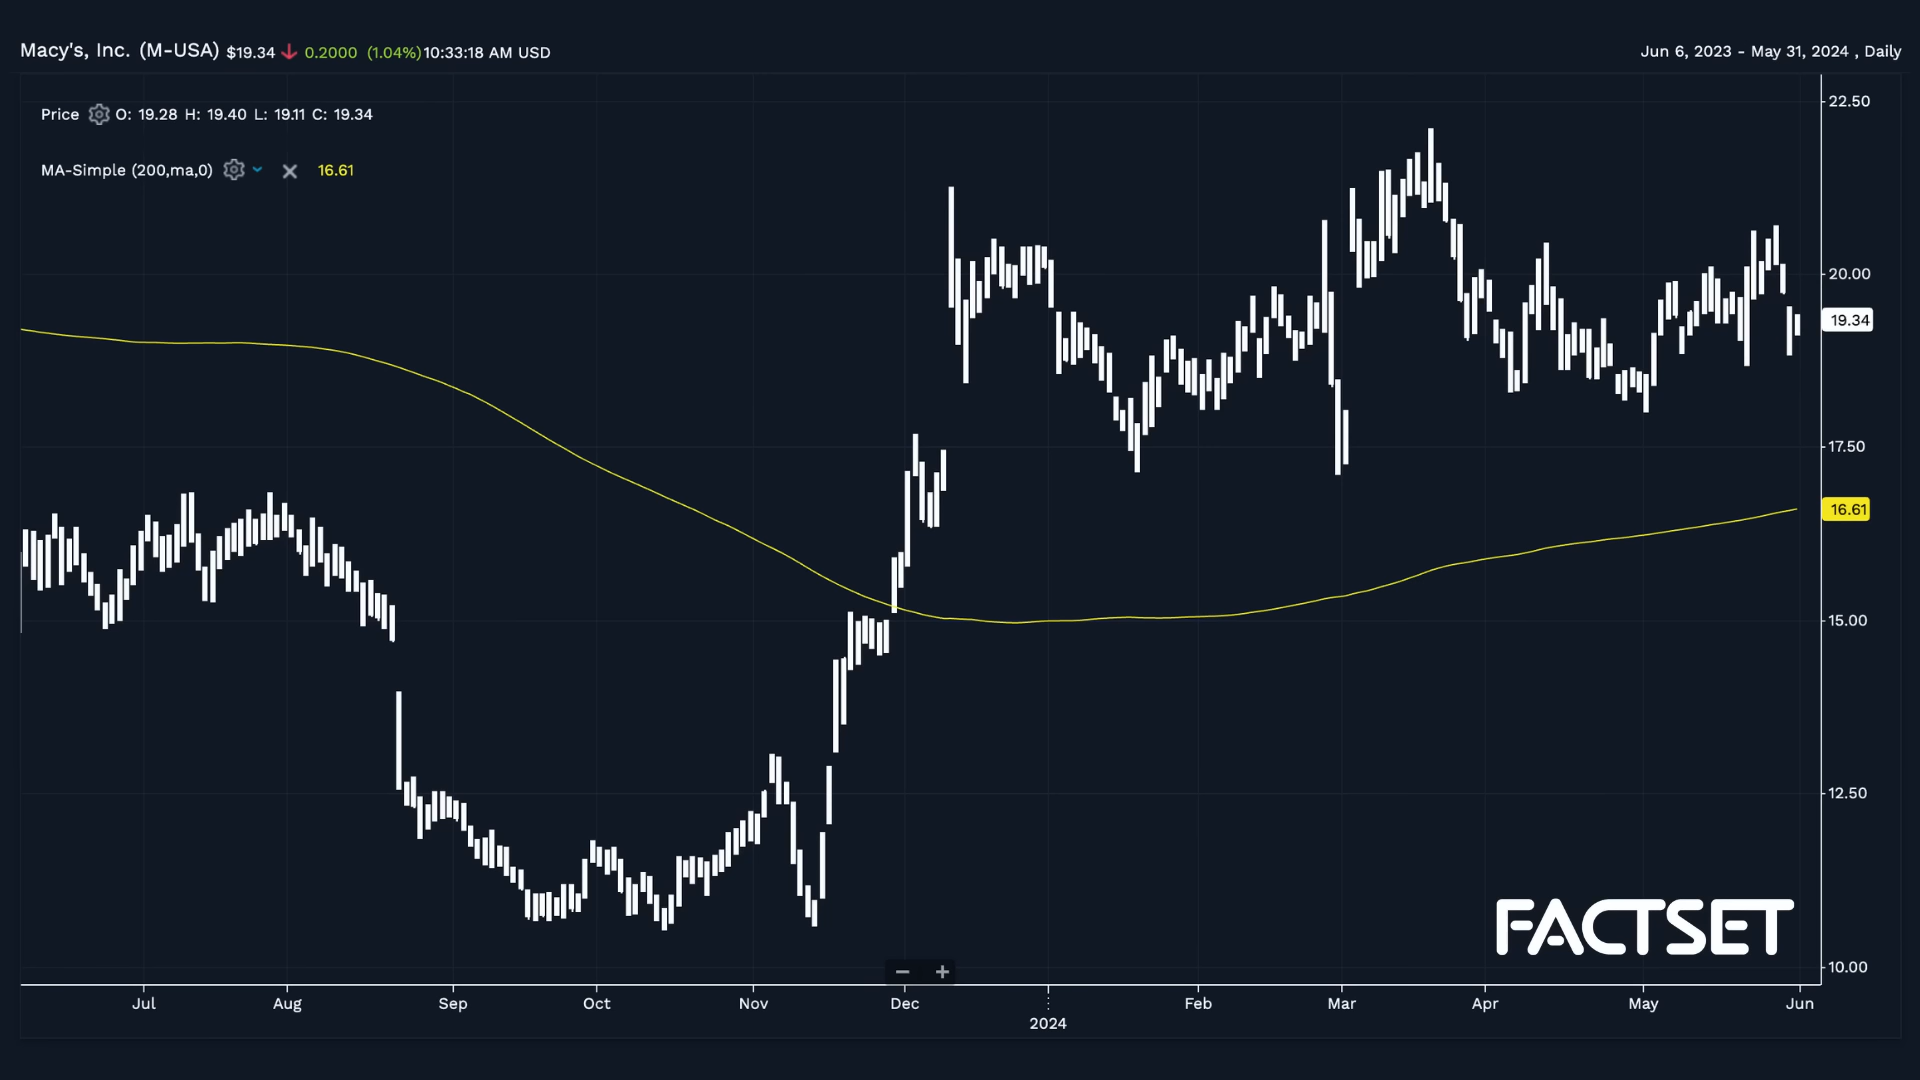 Macy's, Inc. (M-USA) $19.34 ↓ 0.2000 (1.04%) 10:33:18 AM USD
Jun 6, 2023 - May 31, 2024 , Daily
Price O: 19.28 H: 19.40 L: 19.11 C: 19.34
MA-Simple (200,ma,0) 16.61
22.50
20.00
19.34
17.50
16.61
15.00
12.50
10.00
FACTSET
Jul Aug Sep Oct Nov Dec Feb Mar Apr May Jun
2024